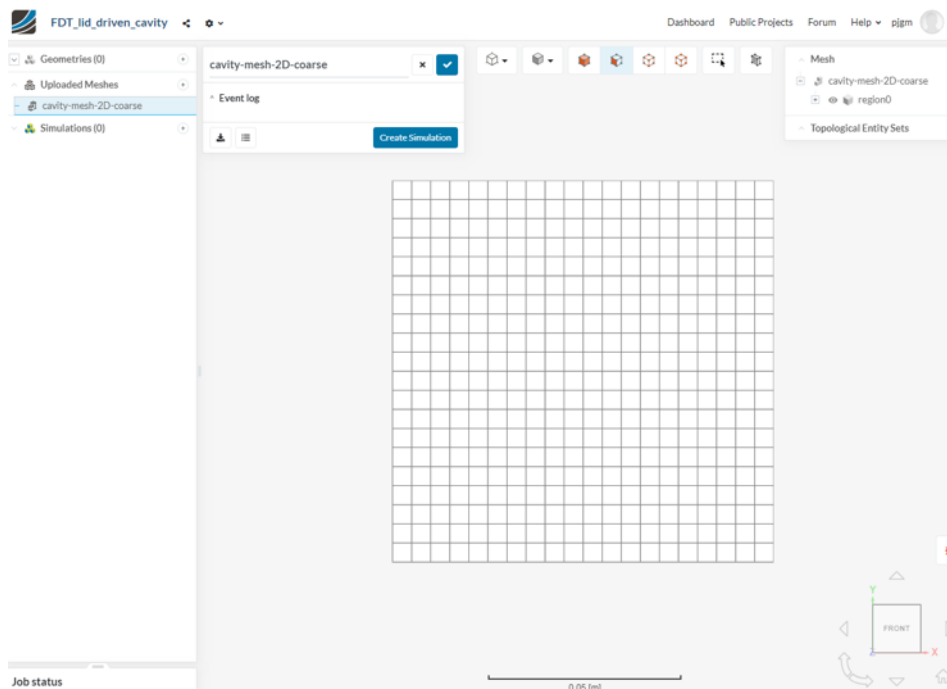 FDT_lid_driven_cavity
Dashboard Public Projects Forum Help pjgm
Geometries (0)
Uploaded Meshes
cavity-mesh-2D-coarse
Simulations (0)
cavity-mesh-2D-coarse
Event log
Create Simulation
Mesh
cavity-mesh-2D-coarse
region0
Topological Entity Sets
Y
FRONT
Z
X
0.05 [m]
Job status